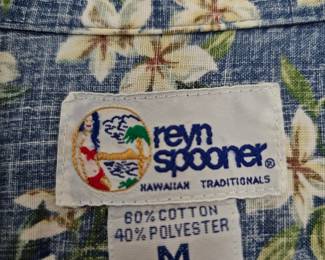 reyn
spooner®
HAWAIIAN TRADITIONALS
60% COTTON
40% POLYESTER
M